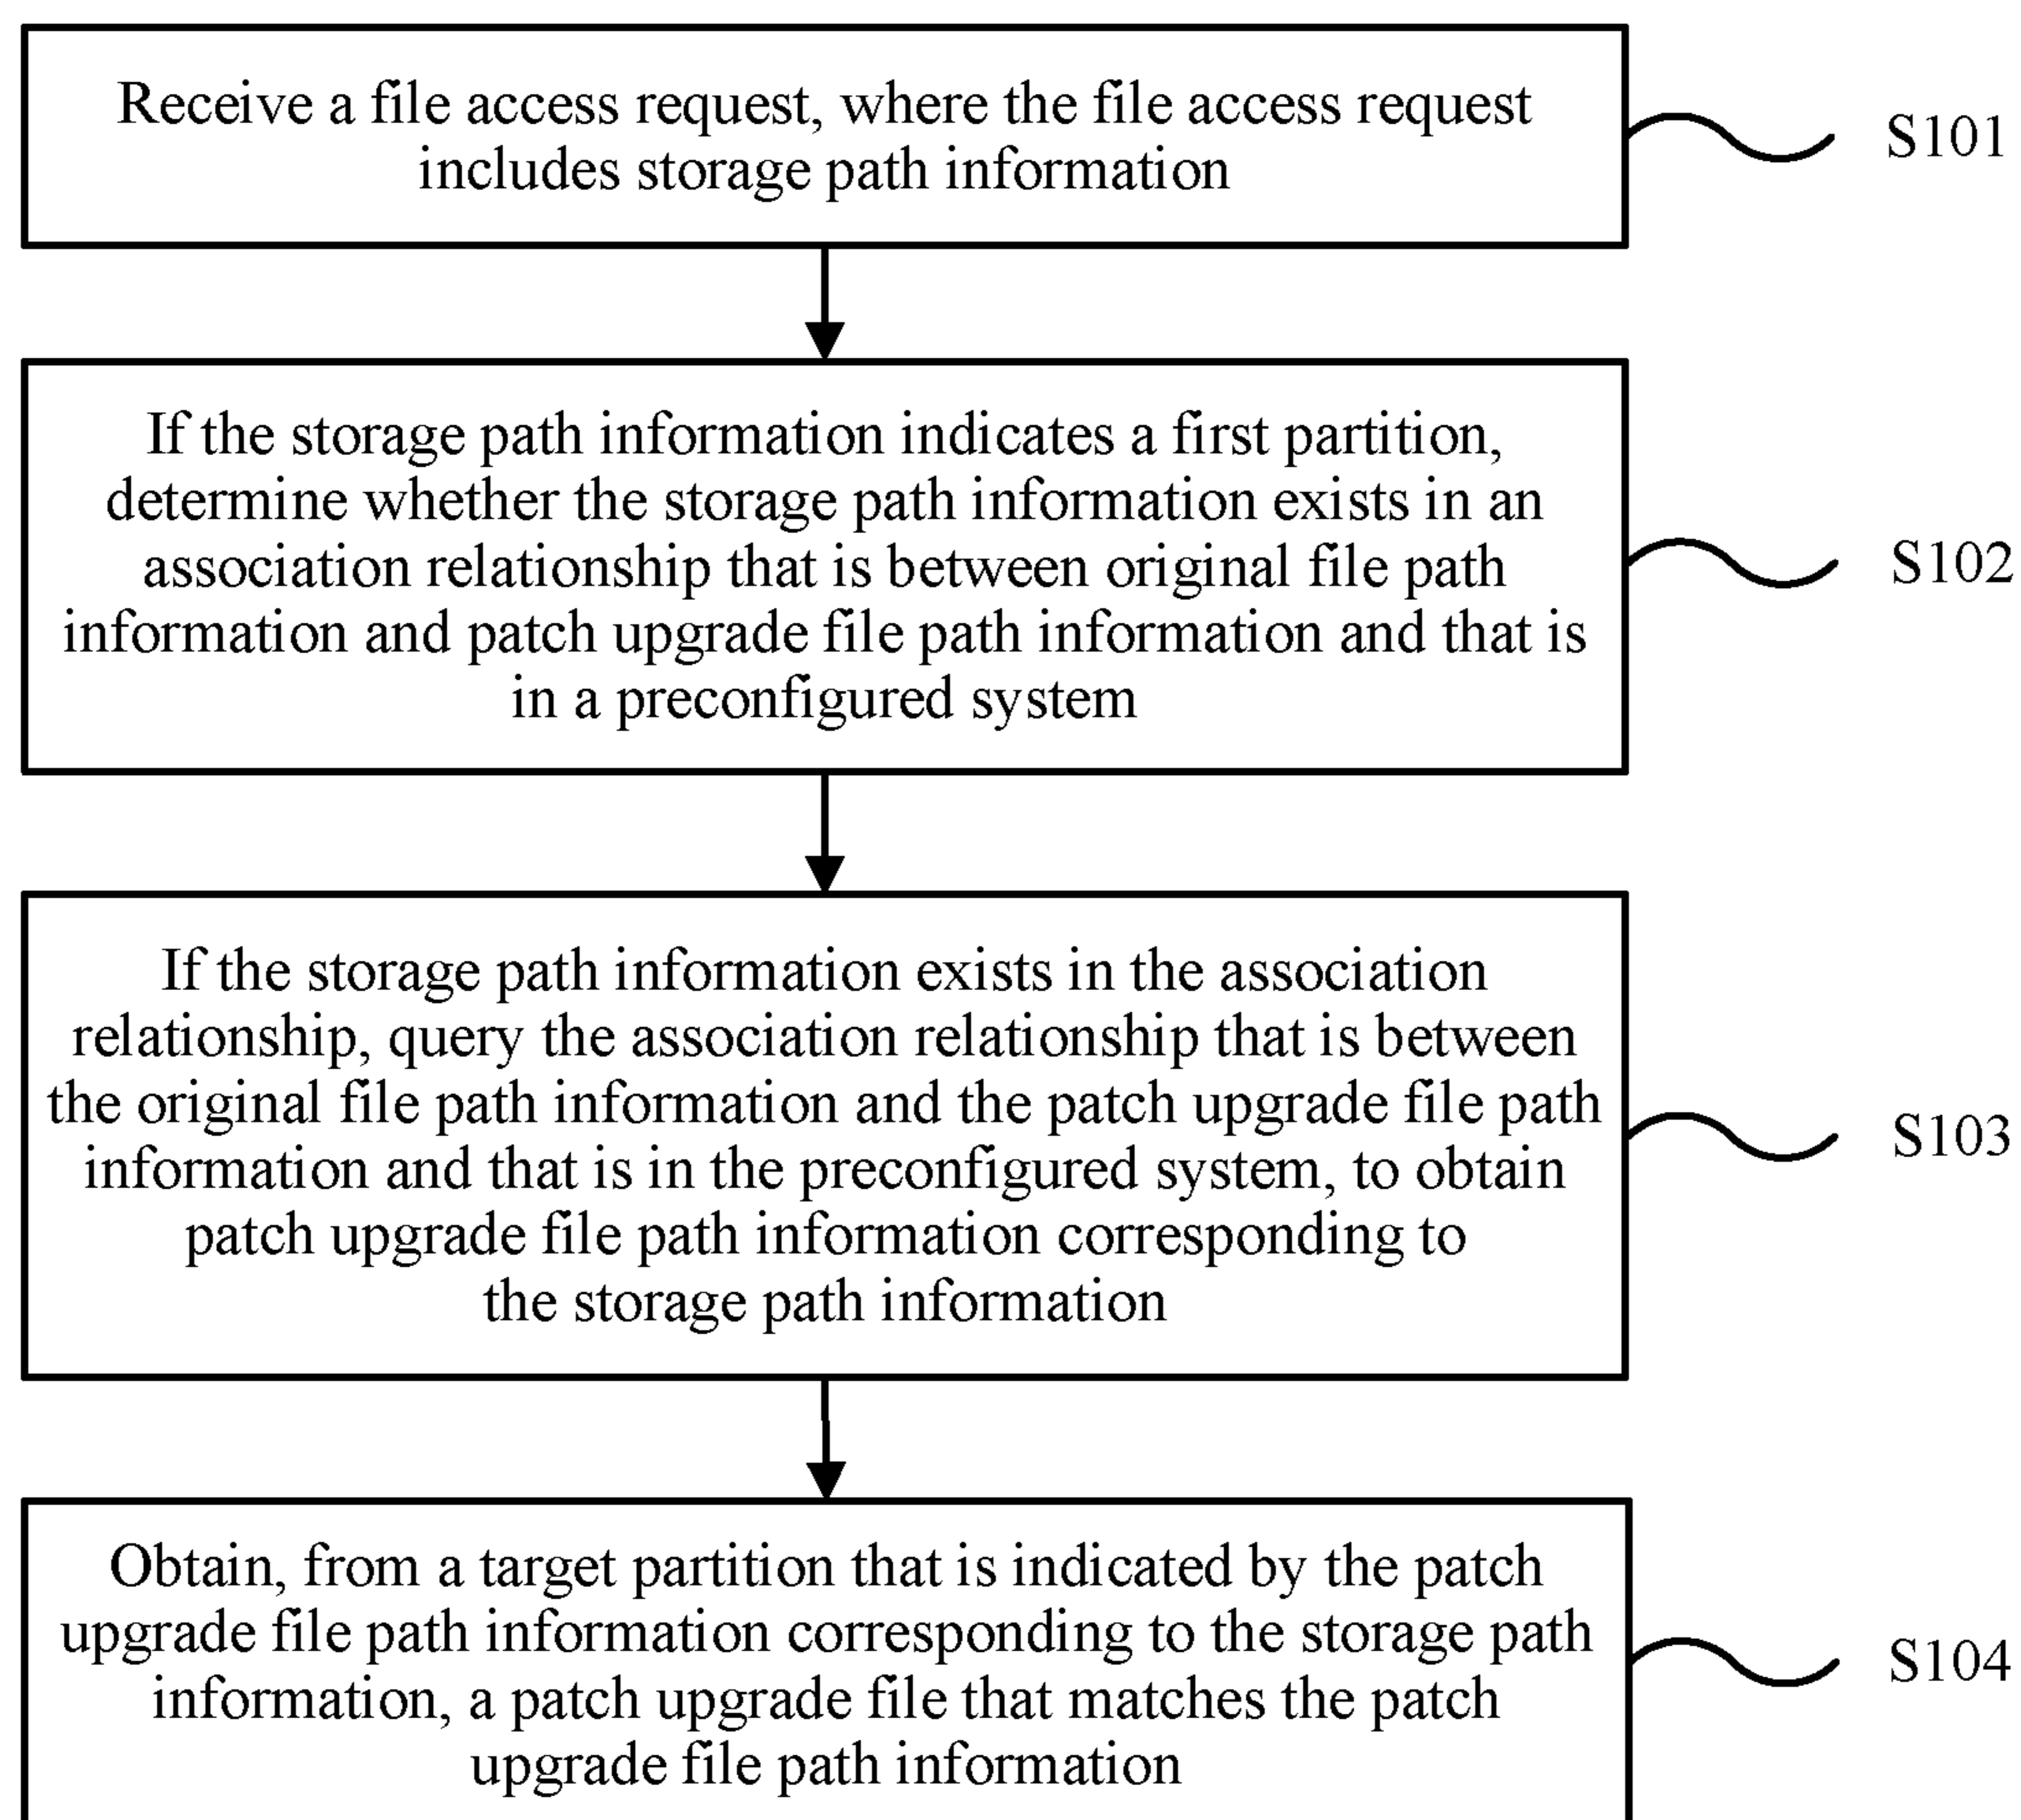 Receive a file access request, where the file access request
includes storage path information
S101
If the storage path information indicates a first partition,
determine whether the storage path information exists in an
association relationship that is between original file path
information and patch upgrade file path information and that is
in a preconfigured system
S102
If the storage path information exists in the association
relationship, query the association relationship that is between
the original file path information and the patch upgrade file path
information and that is in the preconfigured system, to obtain
patch upgrade file path information corresponding to
the storage path information
S103
Obtain, from a target partition that is indicated by the patch
upgrade file path information corresponding to the storage path
information, a patch upgrade file that matches the patch
upgrade file path information
S104